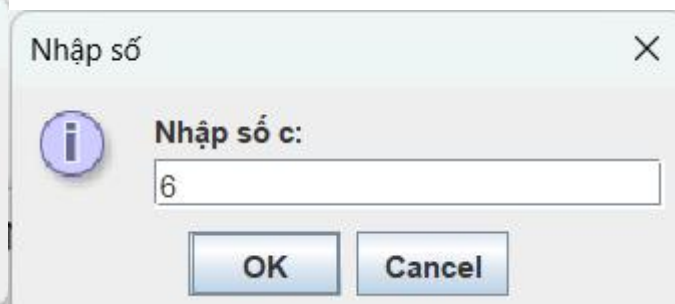 Nhập số
Nhập số c:
6
OK
Cancel